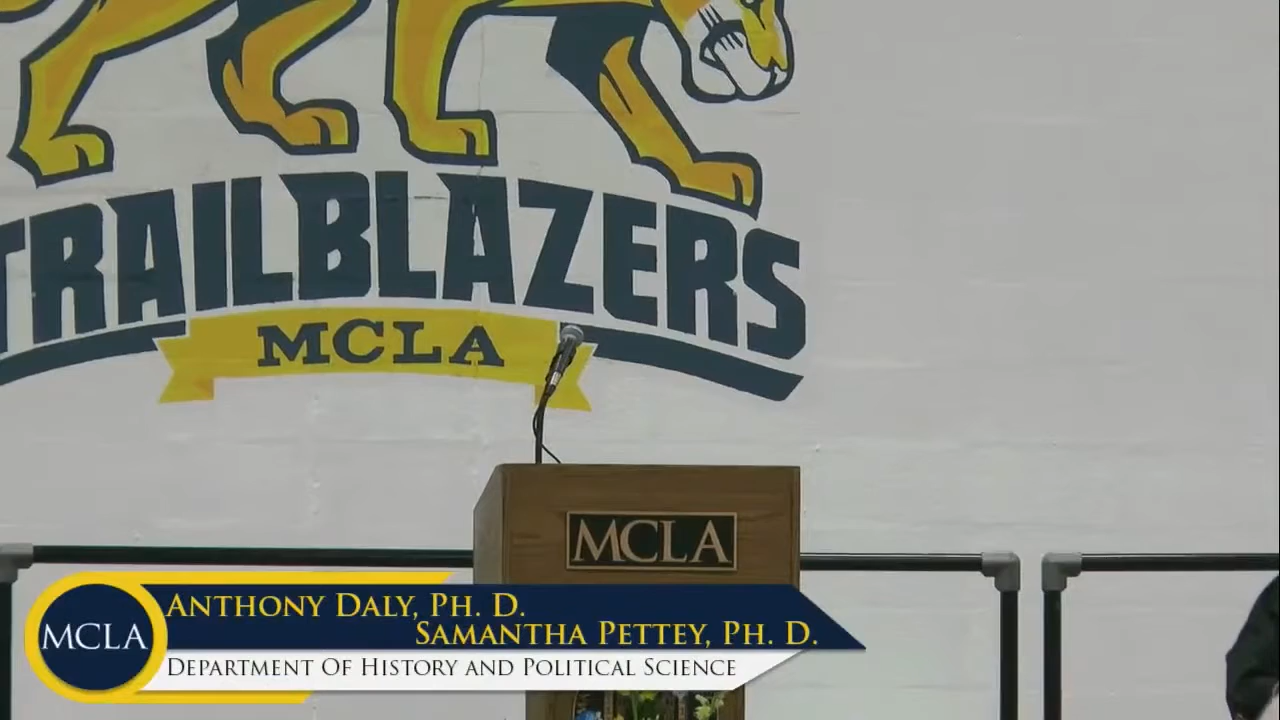 TRAILBLAZERS
MCLA
MCLA
MCLA
ANTHONY DALY, PH. D.
SAMANTHA PETTEY, PH. D.
DEPARTMENT OF HISTORY AND POLITICAL SCIENCE